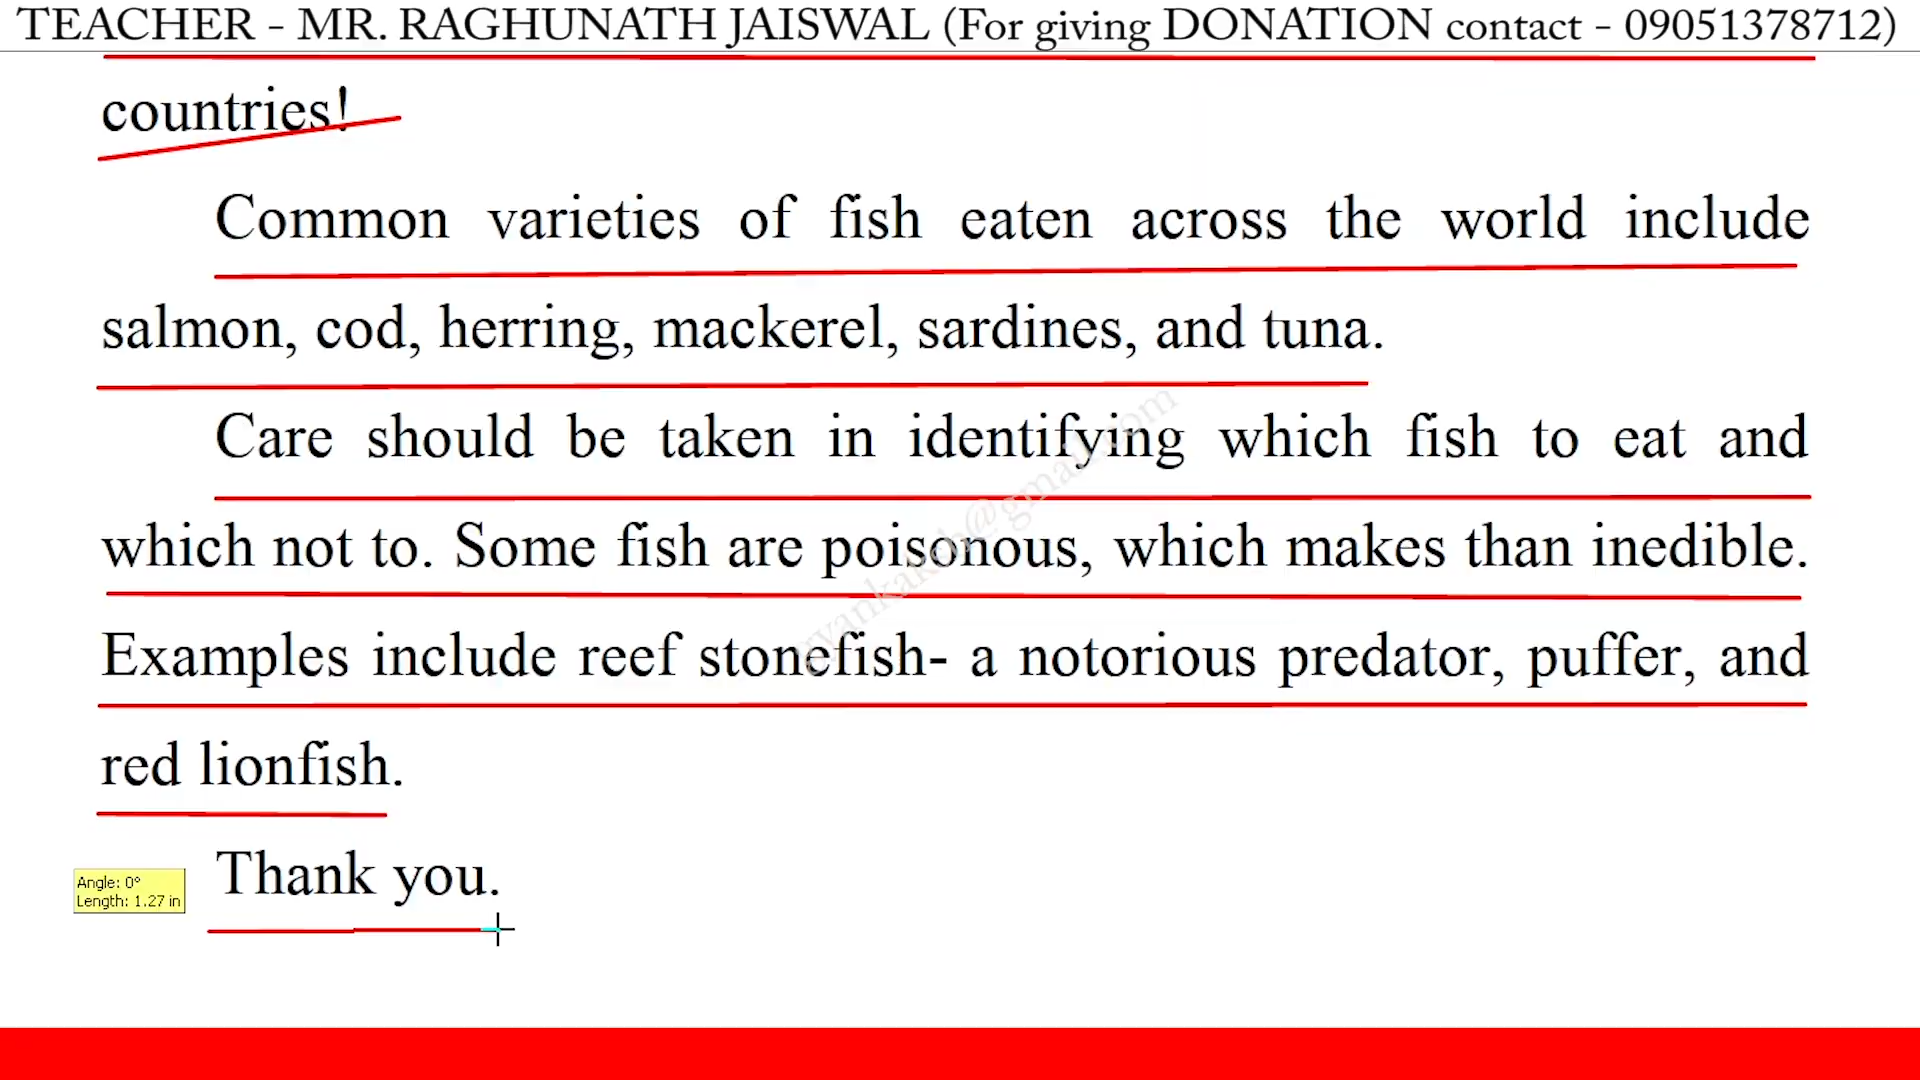 TEACHER - MR. RAGHUNATH JAISWAL (For giving DONATION contact - 09051378712)
countries!
Common varieties of fish eaten across the world include
salmon, cod, herring, mackerel, sardines, and tuna.
Care should be taken in identifying which fish to eat and
which not to. Some fish are poisonous, which makes than inedible.
Examples include reef stonefish- a notorious predator, puffer, and
red lionfish.
Thank you.
Angle: 0°
Length: 1.27 in